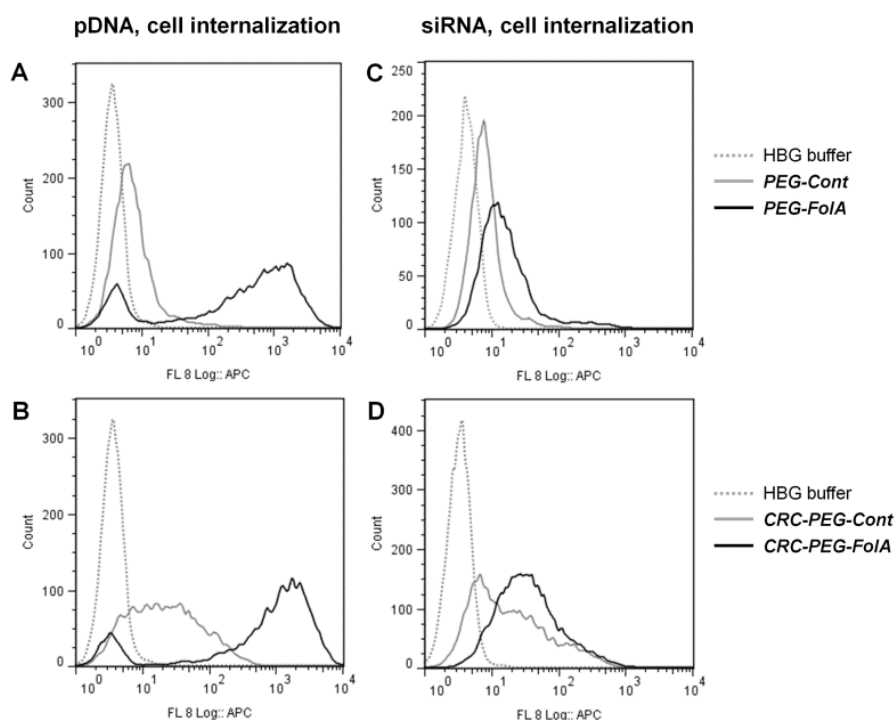 pDNA, cell internalization
siRNA, cell internalization
A
300
200
100
0
Count
10^0 10^1 10^2 10^3 10^4
FL 8 Log:: APC
C
250
200
150
100
50
0
Count
10^0 10^1 10^2 10^3 10^4
FL 8 Log:: APC
HBG buffer
PEG-Cont
PEG-FolA
B
300
200
100
0
Count
10^0 10^1 10^2 10^3 10^4
FL 8 Log:: APC
D
400
300
200
100
0
Count
10^0 10^1 10^2 10^3 10^4
FL 8 Log:: APC
HBG buffer
CRC-PEG-Cont
CRC-PEG-FolA